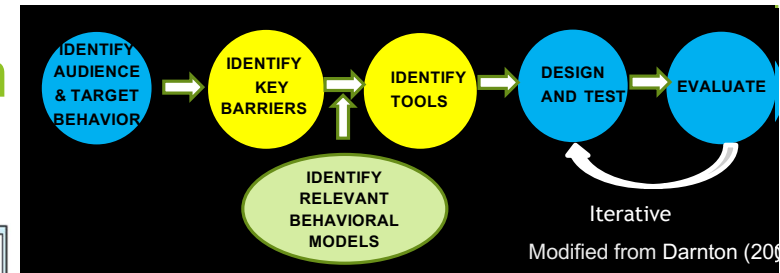 IDENTIFY
AUDIENCE
& TARGET
BEHAVIOR
IDENTIFY
KEY
BARRIERS
IDENTIFY
TOOLS
DESIGN
AND TEST
EVALUATE
IDENTIFY
RELEVANT
BEHAVIORAL
MODELS
Iterative
Modified from Darnton